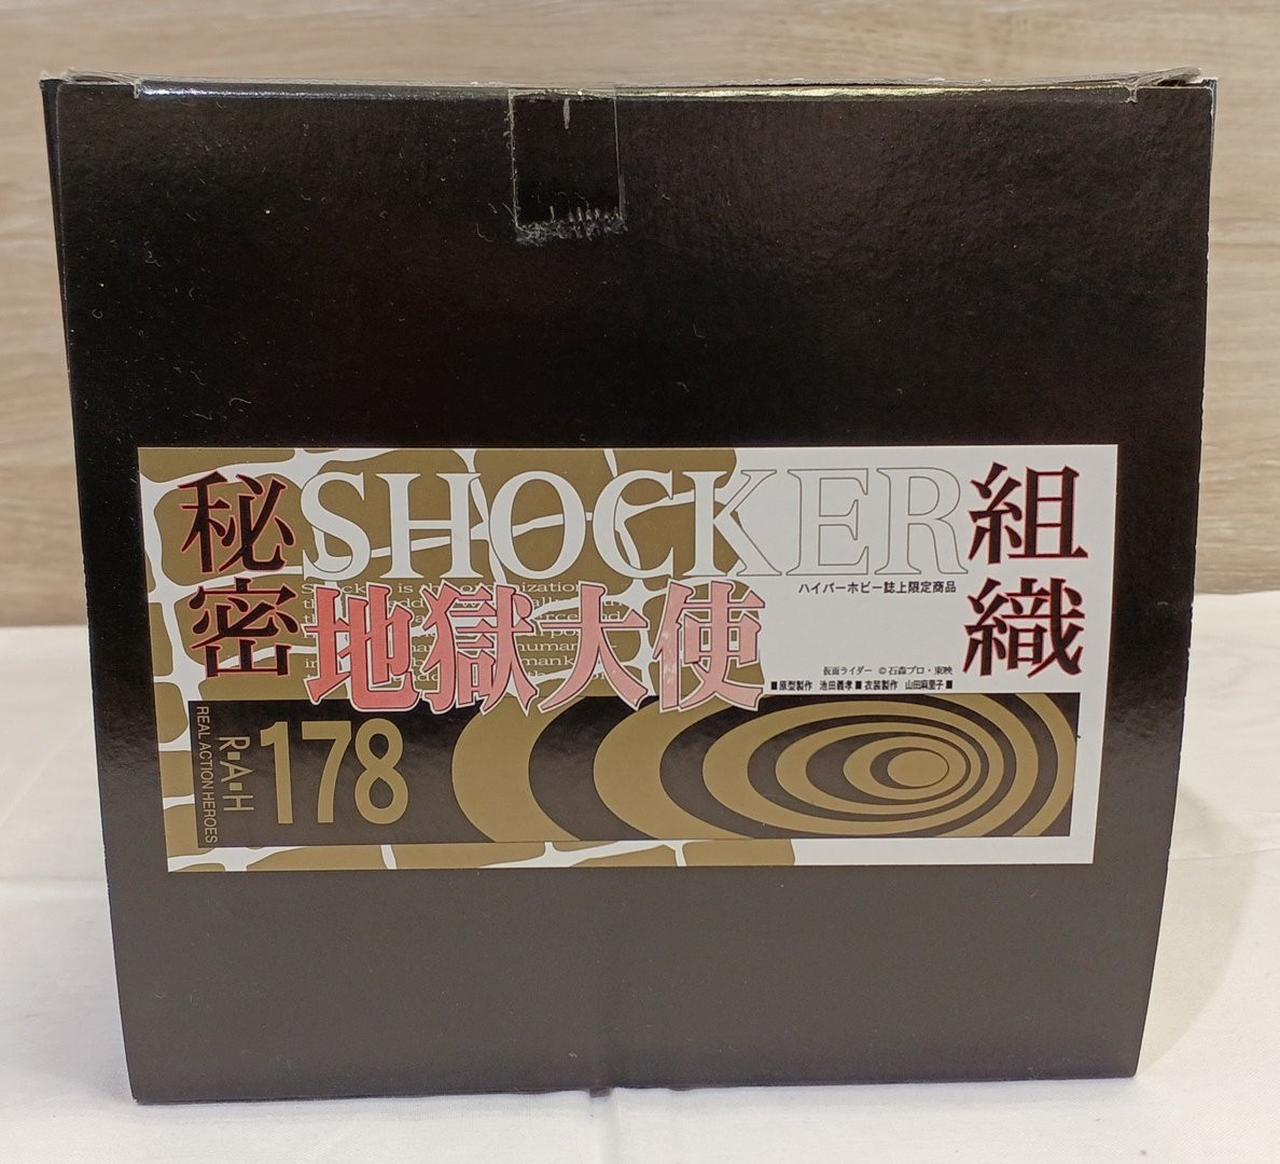 秘密
SHOCKER
組織
ハイパーホビー誌上限定商品
地獄大使
仮面ライダー ©石森プロ・東映
■原型製作 池田義孝■衣装製作 山田麻里子■
REAL ACTION HEROES
R・A・H
178